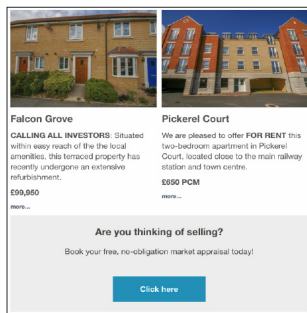 Falcon Grove
CALLING ALL INVESTORS: Situated
within easy reach of the the local
amenities, this terraced property has
recently undergone an extensive
refurbishment.
£99,950
more...
Pickerel Court
We are pleased to offer FOR RENT this
two-bedroom apartment in Pickerel
Court, located close to the main railway
station and town centre.
£650 PCM
more...
Are you thinking of selling?
Book your free, no-obligation market appraisal today!
Click here